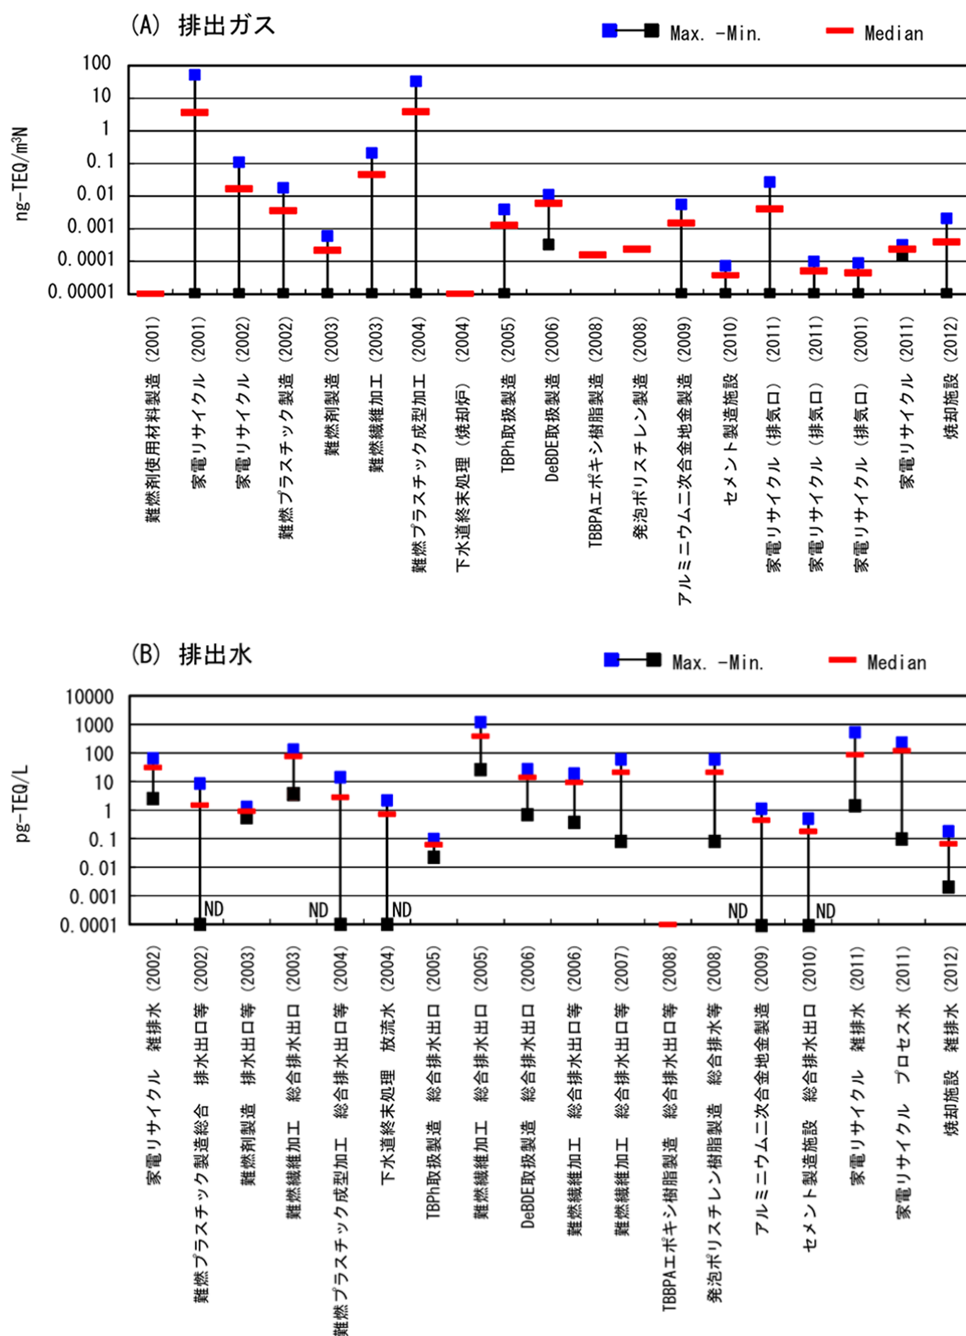 (A) 排出ガス
Max. -Min.
Median
ng-TEQ/m³N
100
10
1
0.1
0.01
0.001
0.0001
0.00001
難燃剤使用材料製造 (2001)
家電リサイクル (2001)
家電リサイクル (2002)
難燃プラスチック製造 (2002)
難燃剤製造 (2003)
難燃繊維加工 (2003)
難燃プラスチック成型加工 (2004)
下水道終末処理 (焼却炉) (2004)
TBPh取扱製造 (2005)
DeBDE取扱製造 (2006)
TBBPAエポキシ樹脂製造 (2008)
発泡ポリスチレン製造 (2008)
アルミニウム二次合金地金製造 (2009)
セメント製造施設 (2010)
家電リサイクル (排気口) (2011)
家電リサイクル (排気口) (2011)
家電リサイクル (排気口) (2001)
家電リサイクル (2011)
焼却施設 (2012)
(B) 排出水
Max. -Min.
Median
pg-TEQ/L
10000
1000
100
10
1
0.1
0.01
0.001
0.0001
ND
ND
ND
ND
ND
家電リサイクル 雑排水 (2002)
難燃プラスチック製造総合 排水出口等 (2002)
難燃剤製造 排水出口等 (2003)
難燃繊維加工 総合排水出口 (2003)
難燃プラスチック成型加工 総合排水出口等 (2004)
下水道終末処理 放流水 (2004)
TBPh取扱製造 総合排水出口 (2005)
難燃繊維加工 総合排水出口 (2005)
DeBDE取扱製造 総合排水出口 (2006)
難燃繊維加工 総合排水出口等 (2006)
難燃繊維加工 総合排水出口 (2007)
TBBPAエポキシ樹脂製造 総合排水出口等 (2008)
発泡ポリスチレン樹脂製造 総合排水等 (2008)
アルミニウム二次合金地金製造 (2009)
セメント製造施設 総合排水出口 (2010)
家電リサイクル 雑排水 (2011)
家電リサイクル プロセス水 (2011)
焼却施設 雑排水 (2012)